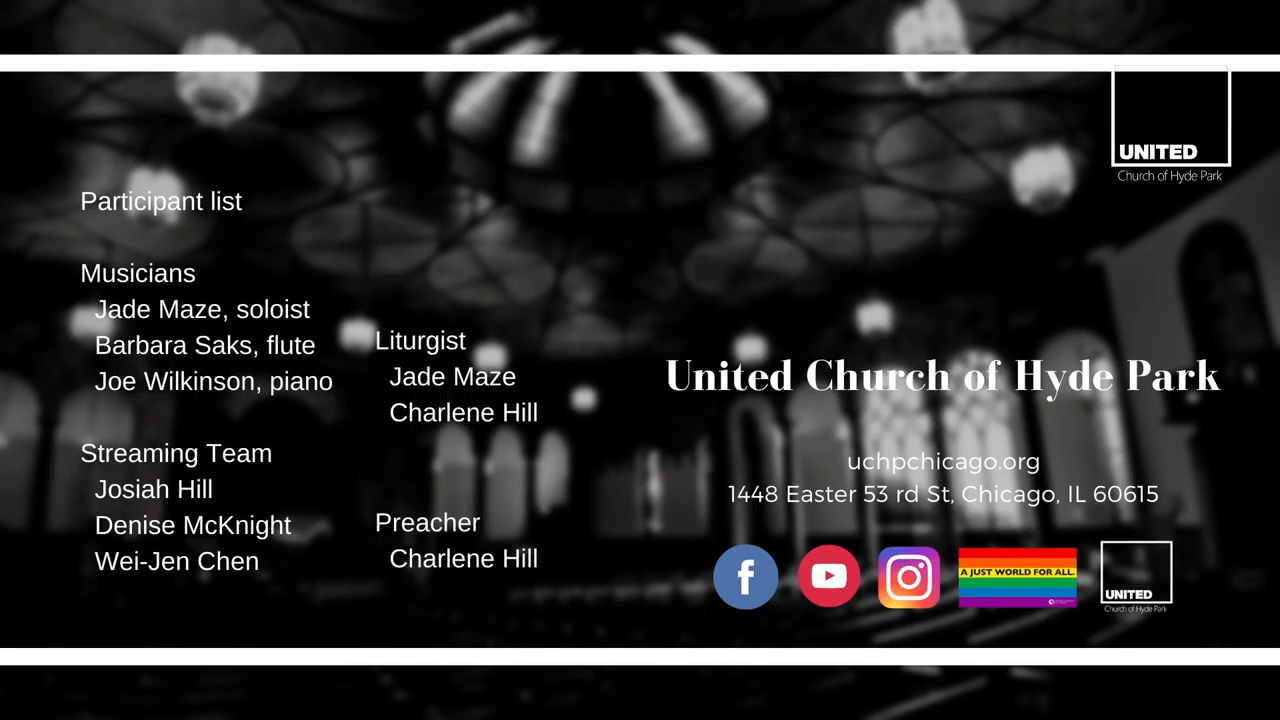 UNITED
Church of Hyde Park
Participant list
Musicians
Jade Maze, soloist
Barbara Saks, flute
Joe Wilkinson, piano
Streaming Team
Josiah Hill
Denise McKnight
Wei-Jen Chen
Liturgist
Jade Maze
Charlene Hill
Preacher
Charlene Hill
United Church of Hyde Park
uchpchicago.org
1448 Easter 53 rd St, Chicago, IL 60615
A JUST WORLD FOR ALL.
UNITED
Church of Hyde Park